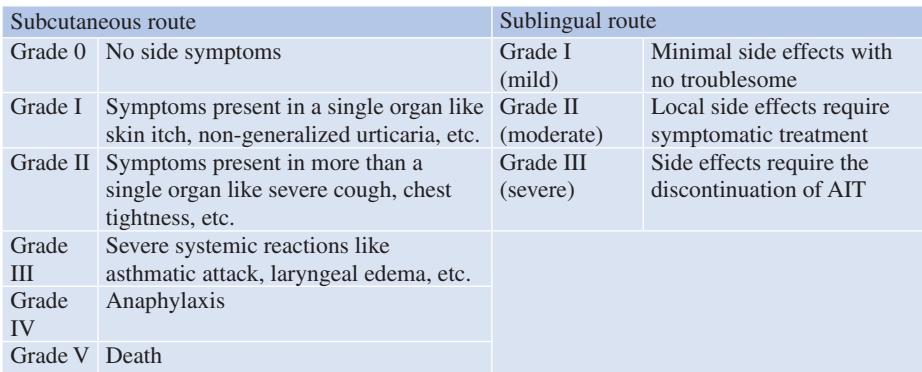 Subcutaneous route
Sublingual route
Grade 0
No side symptoms
Grade I
(mild)
Minimal side effects with
no troublesome
Grade I
Symptoms present in a single organ like
skin itch, non-generalized urticaria, etc.
Grade II
(moderate)
Local side effects require
symptomatic treatment
Grade II
Symptoms present in more than a
single organ like severe cough, chest
tightness, etc.
Grade III
(severe)
Side effects require the
discontinuation of AIT
Grade
III
Severe systemic reactions like
asthmatic attack, laryngeal edema, etc.
Grade
IV
Anaphylaxis
Grade V
Death